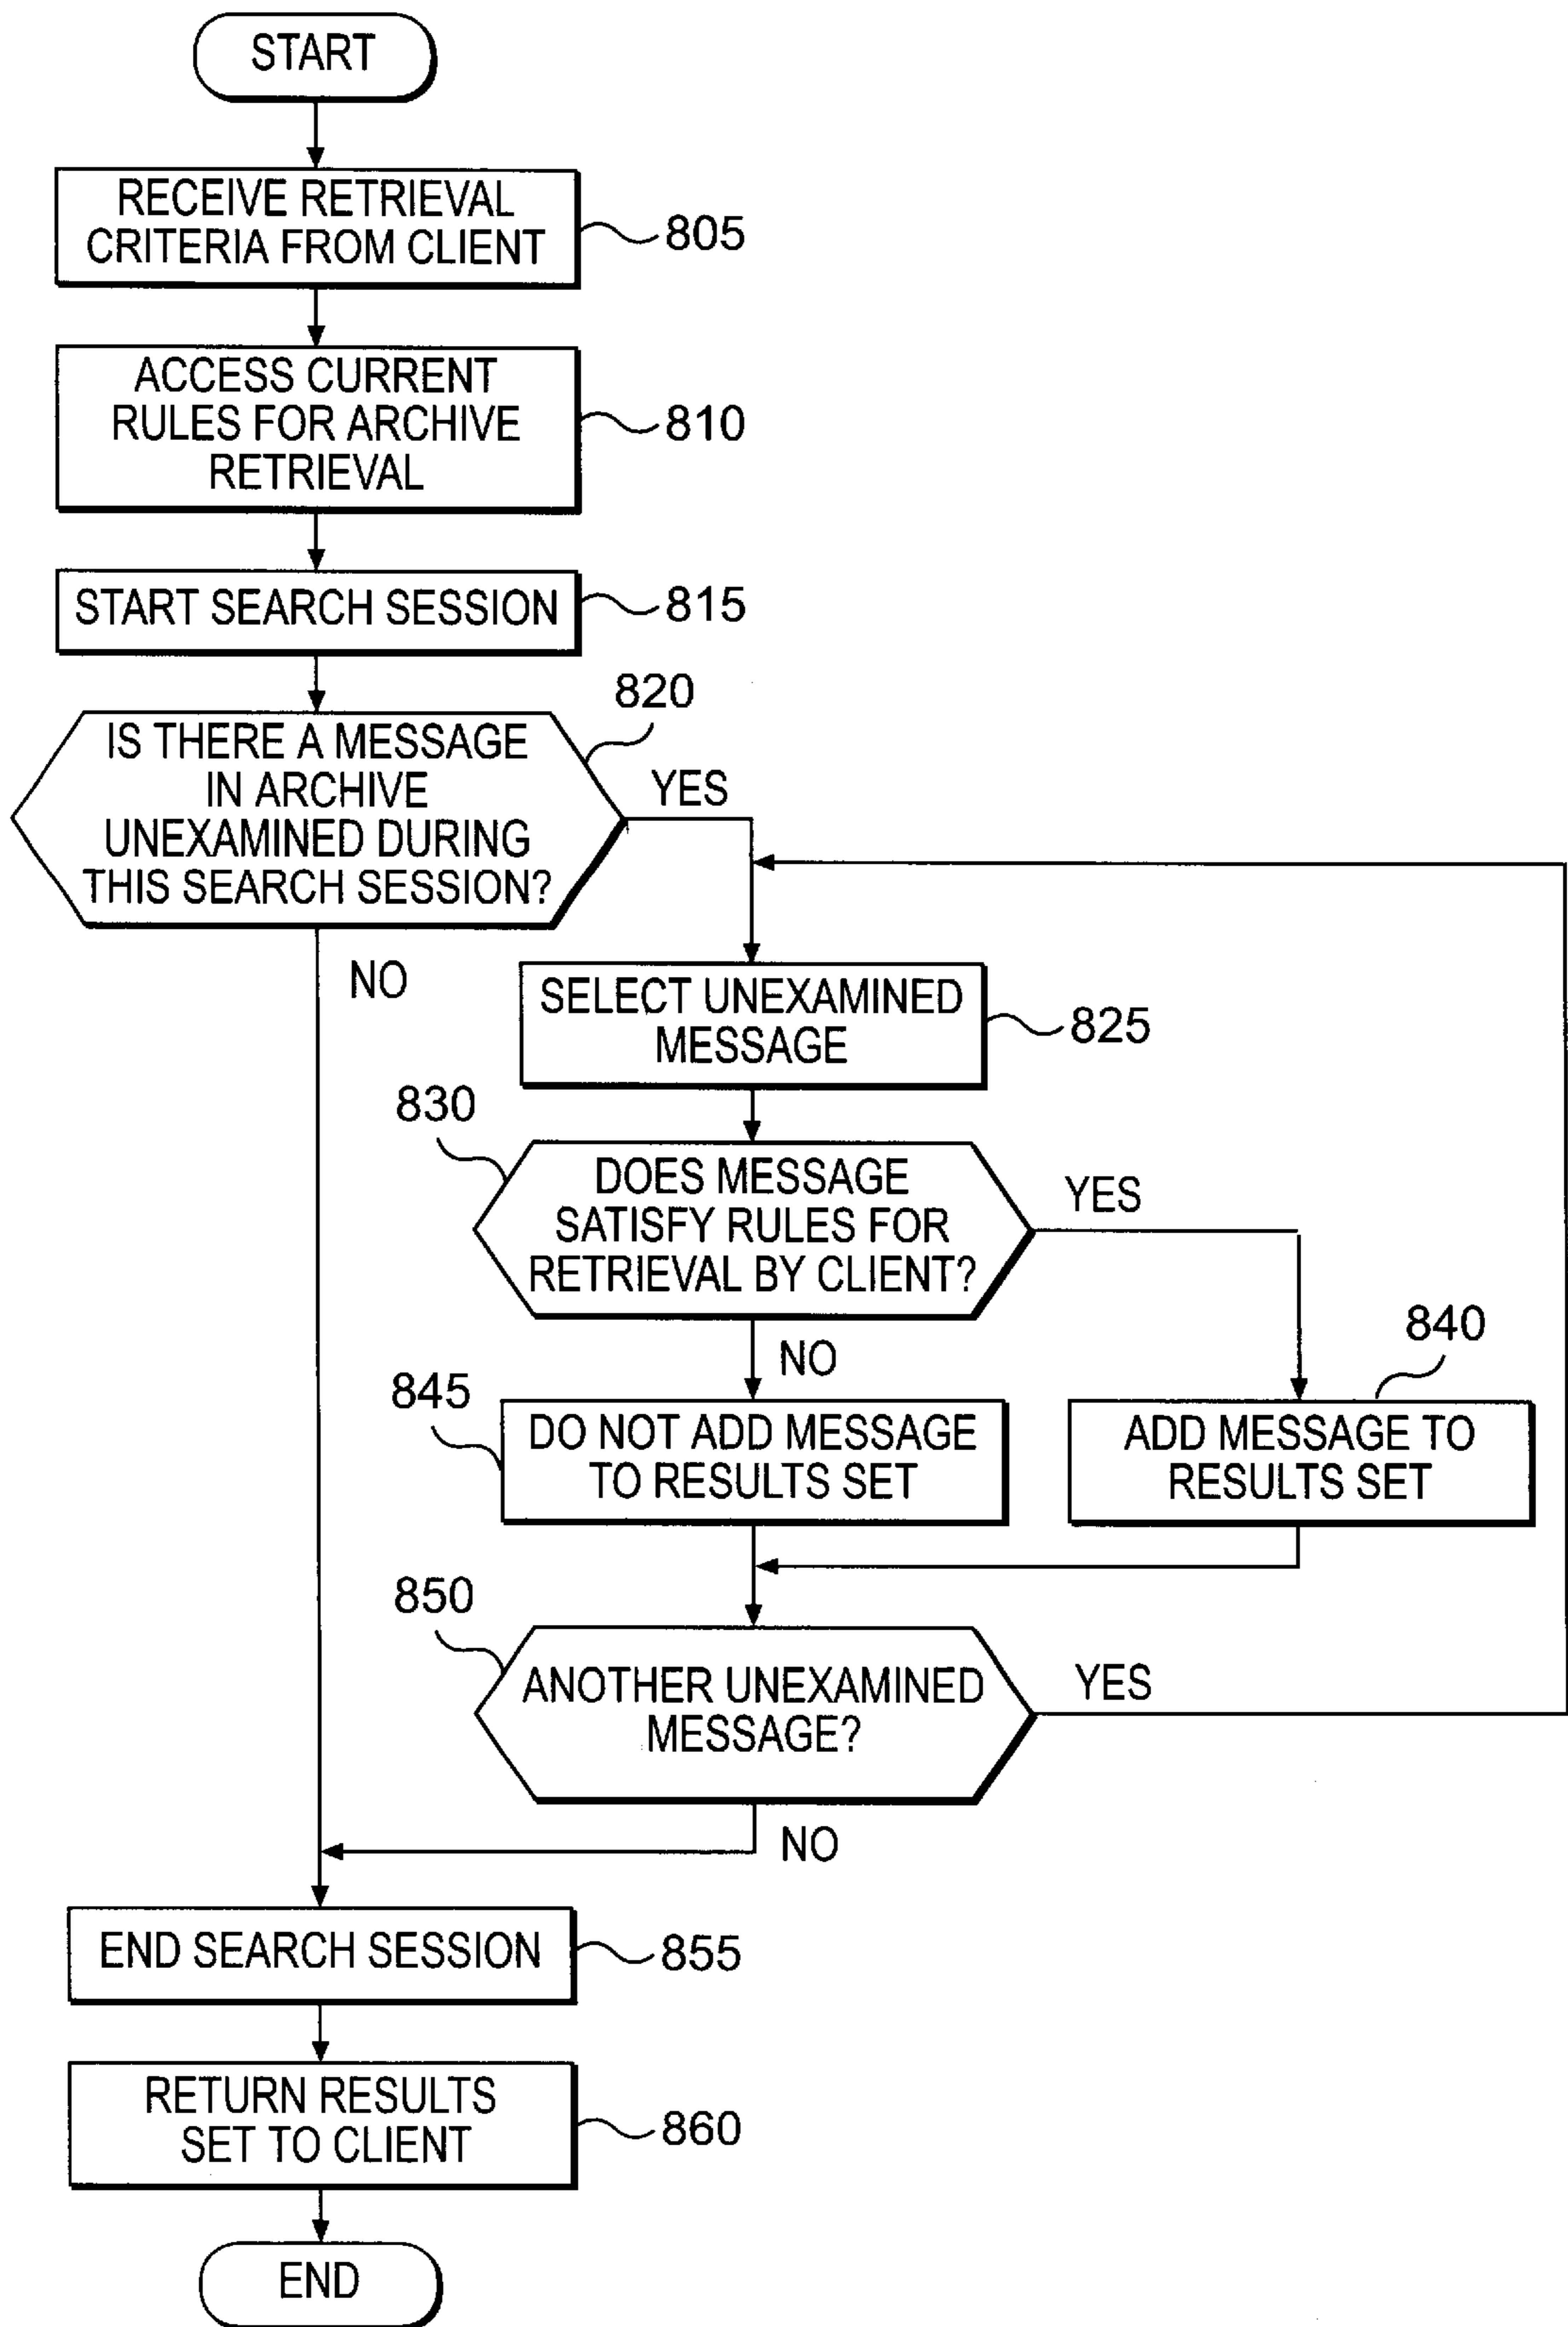 START
RECEIVE RETRIEVAL
CRITERIA FROM CLIENT
805
ACCESS CURRENT
RULES FOR ARCHIVE
RETRIEVAL
810
START SEARCH SESSION
815
820
IS THERE A MESSAGE
IN ARCHIVE
UNEXAMINED DURING
THIS SEARCH SESSION?
YES
NO
SELECT UNEXAMINED
MESSAGE
825
830
DOES MESSAGE
SATISFY RULES FOR
RETRIEVAL BY CLIENT?
YES
NO
840
845
DO NOT ADD MESSAGE
TO RESULTS SET
ADD MESSAGE TO
RESULTS SET
850
ANOTHER UNEXAMINED
MESSAGE?
YES
NO
END SEARCH SESSION
855
RETURN RESULTS
SET TO CLIENT
860
END